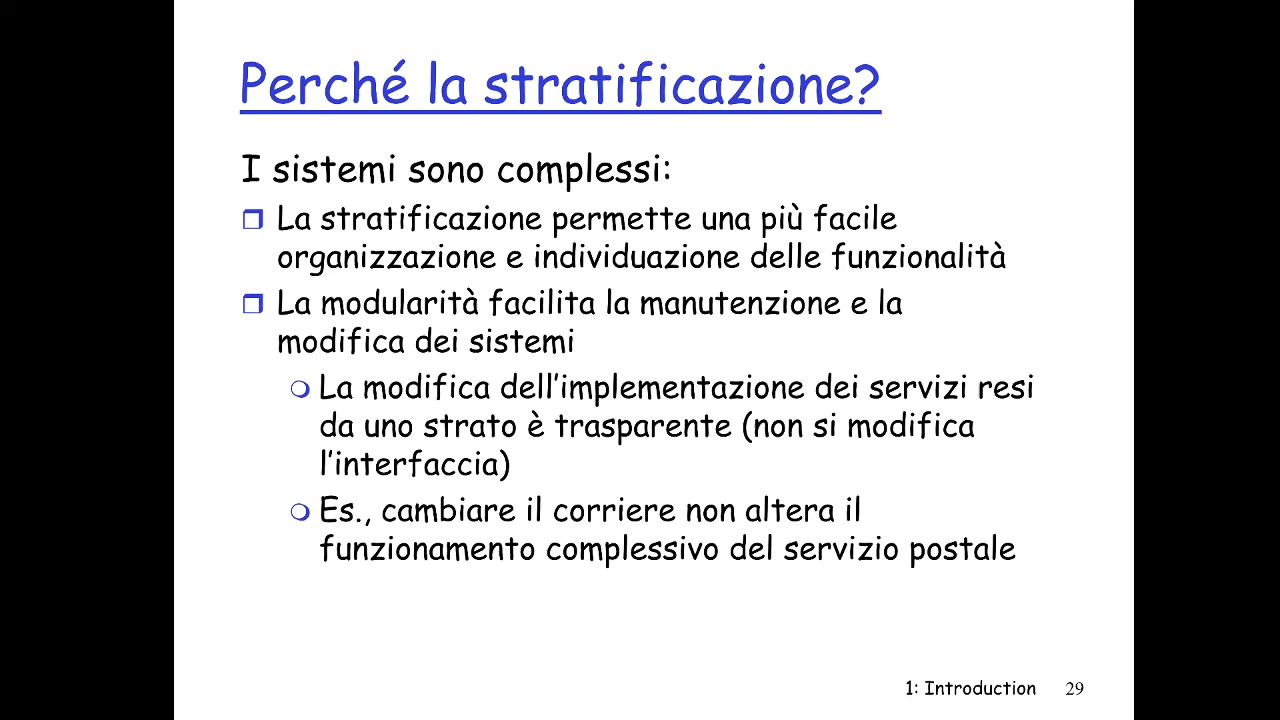 Perché la stratificazione?
I sistemi sono complessi:
La stratificazione permette una più facile
organizzazione e individuazione delle funzionalità
La modularità facilita la manutenzione e la
modifica dei sistemi
La modifica dell'implementazione dei servizi resi
da uno strato è trasparente (non si modifica
l'interfaccia)
Es., cambiare il corriere non altera il
funzionamento complessivo del servizio postale
1: Introduction 29